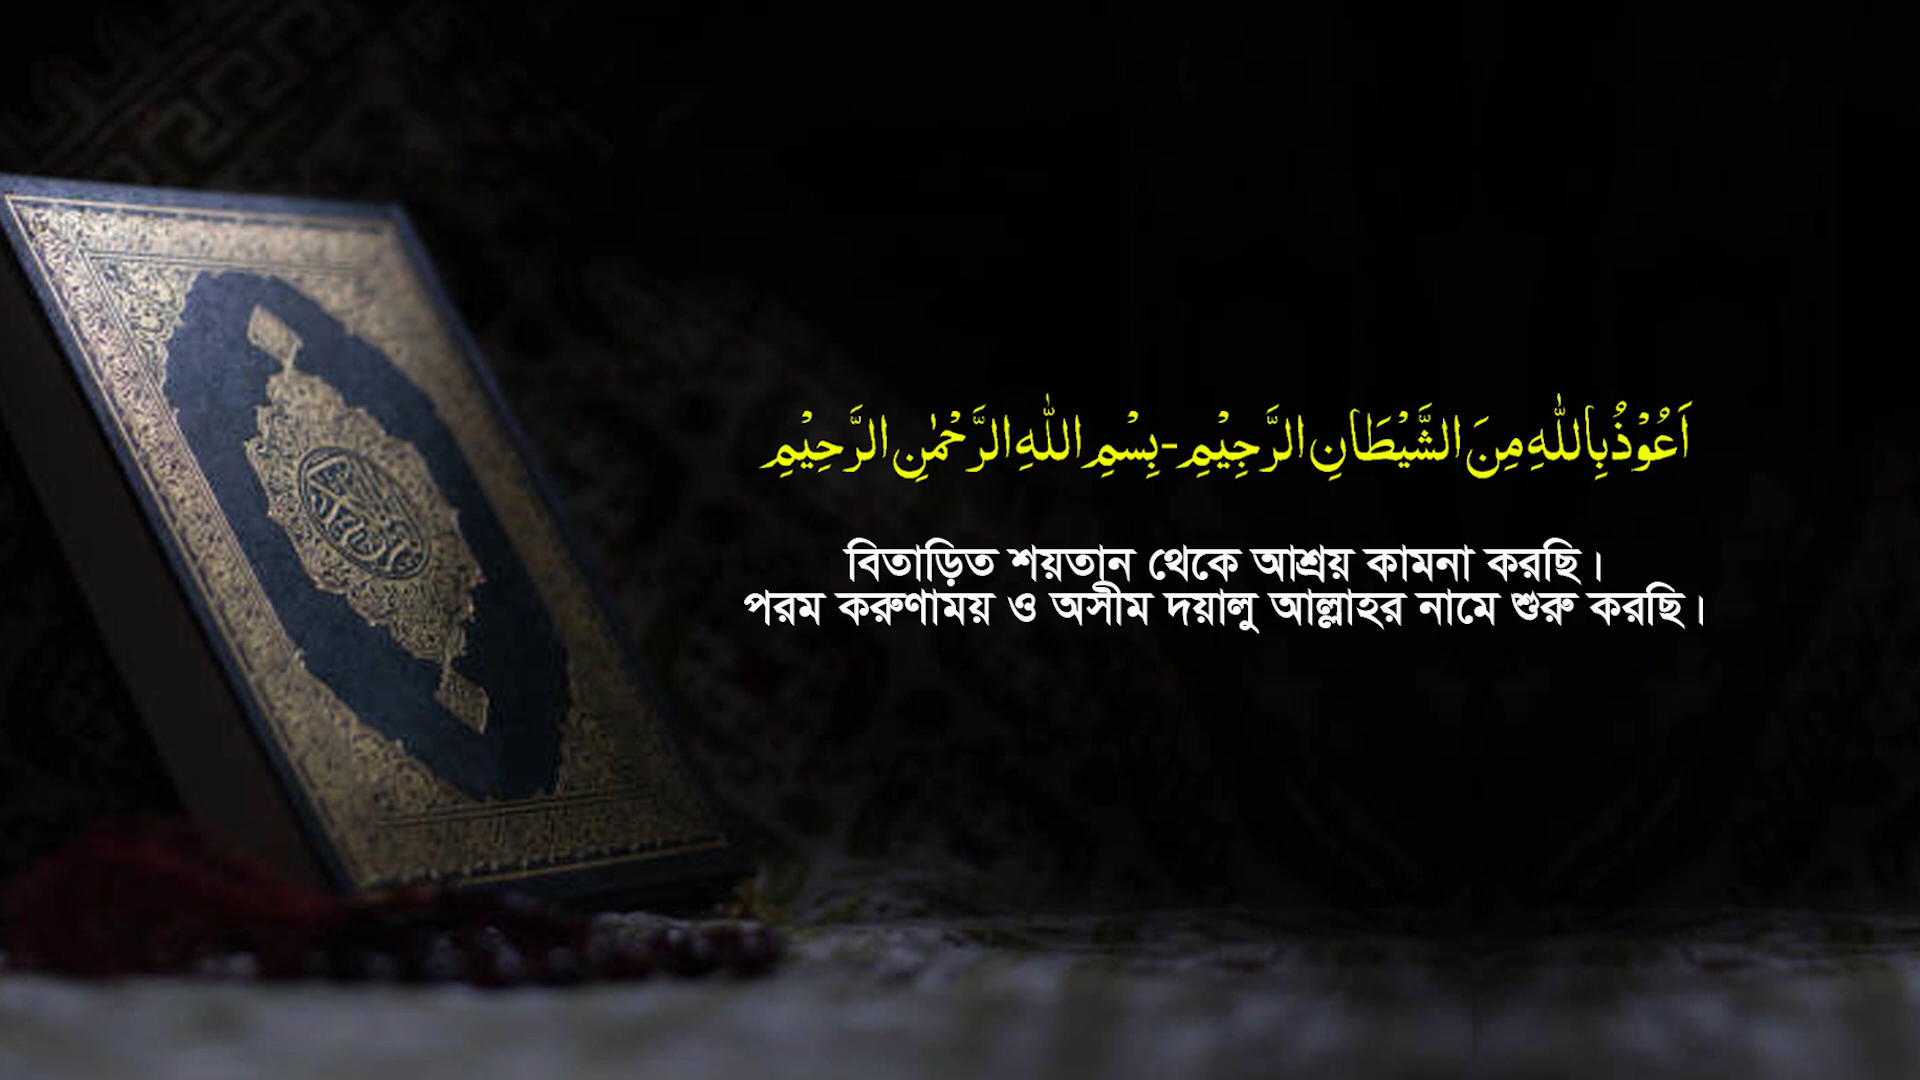 اَعُوْذُ بِاللّٰهِ مِنَ الشَّيْطَانِ الرَّجِيْمِ - بِسْمِ اللّٰهِ الرَّحْمٰنِ الرَّحِيْمِ
বিতাড়িত শয়তান থেকে আশ্রয় কামনা করছি।
পরম করুণাময় ও অসীম দয়ালু আল্লাহর নামে শুরু করছি।